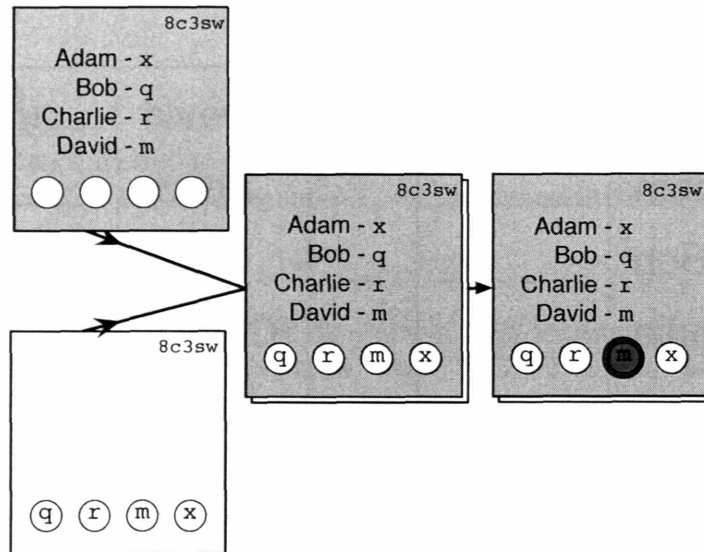 8c3sw
Adam - x
Bob - q
Charlie - r
David - m
8c3sw
q r m x
8c3sw
Adam - x
Bob - q
Charlie - r
David - m
q r m x
8c3sw
Adam - x
Bob - q
Charlie - r
David - m
q r m x